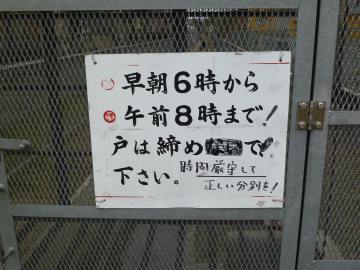 早朝6時から
午前8時まで!
戸は締めないで!
下さい。時間厳守して
正しい分別を!